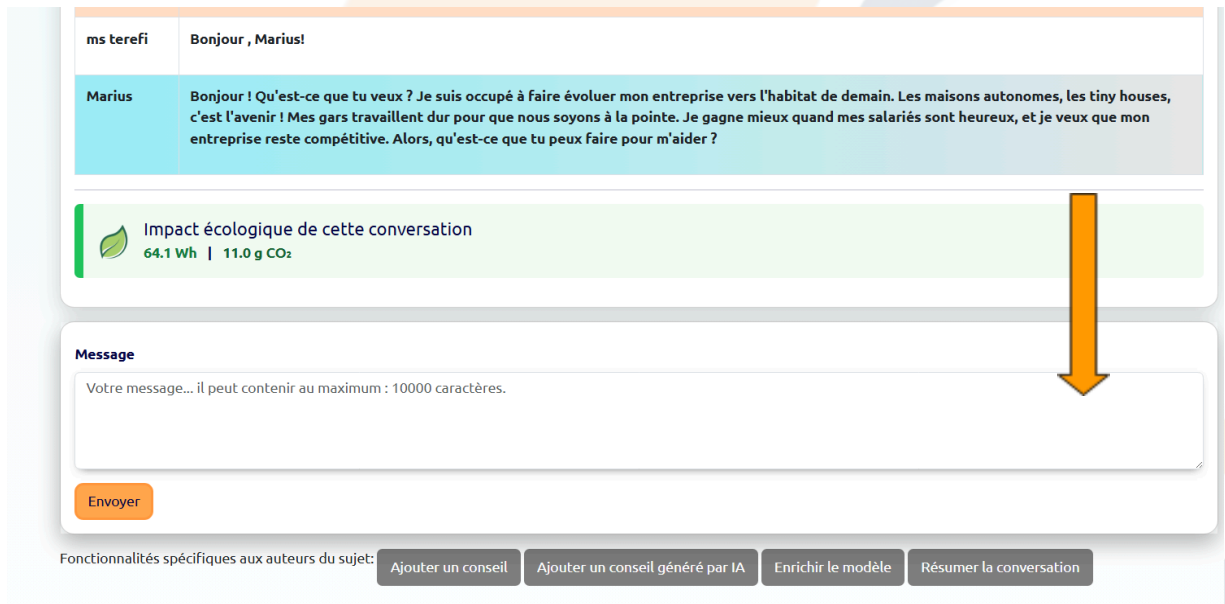 ms terefi
Bonjour , Marius!
Marius
Bonjour ! Qu'est-ce que tu veux ? Je suis occupé à faire évoluer mon entreprise vers l'habitat de demain. Les maisons autonomes, les tiny houses,
c'est l'avenir ! Mes gars travaillent dur pour que nous soyons à la pointe. Je gagne mieux quand mes salariés sont heureux, et je veux que mon
entreprise reste compétitive. Alors, qu'est-ce que tu peux faire pour m'aider ?
Impact écologique de cette conversation
64.1 Wh | 11.0 g CO₂
Message
Votre message... il peut contenir au maximum : 10000 caractères.
Envoyer
Fonctionnalités spécifiques aux auteurs du sujet: Ajouter un conseil Ajouter un conseil généré par IA Enrichir le modèle Résumer la conversation